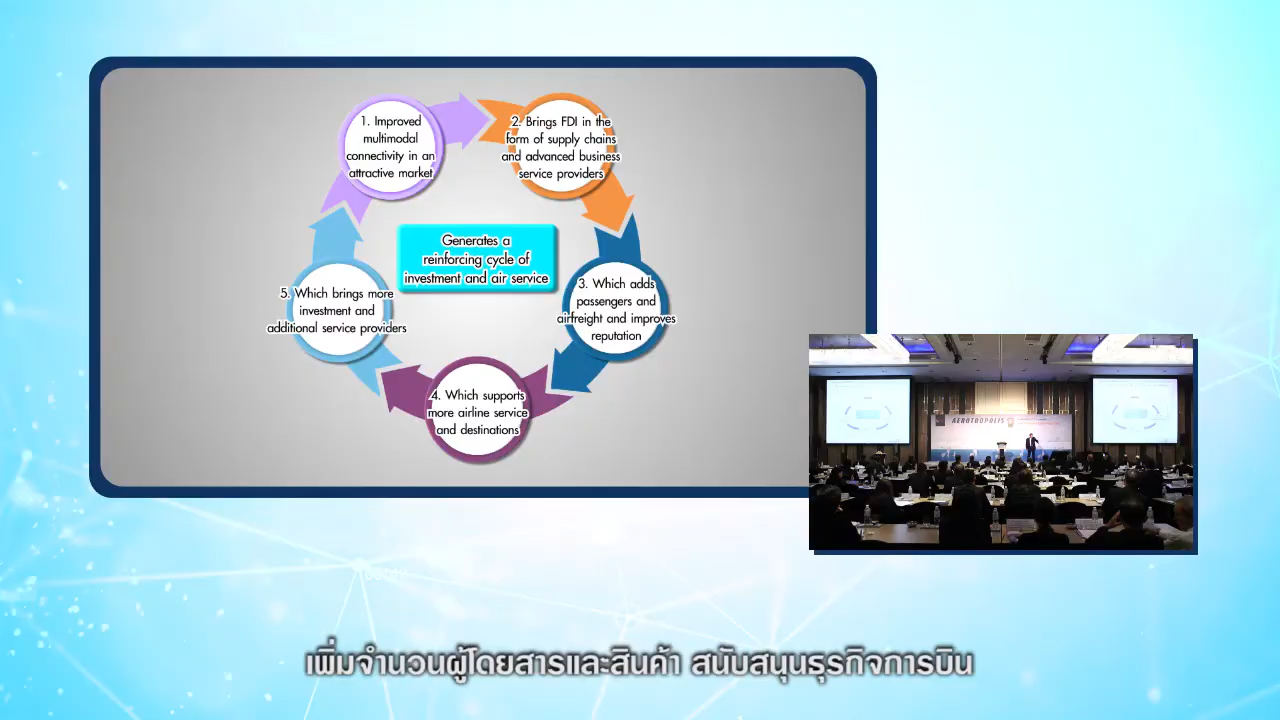 1. Improved
multimodal
connectivity in an
attractive market
2. Brings FDI in the
form of supply chains
and advanced business
service providers
Generates a
reinforcing cycle of
investment and air service
3. Which adds
passengers and
airfreight and improves
reputation
4. Which supports
more airline service
and destinations
5. Which brings more
investment and
additional service providers
AEROTROPOLIS
เพิ่มจำนวนผู้โดยสารและสินค้า สนับสนุนธุรกิจการบิน